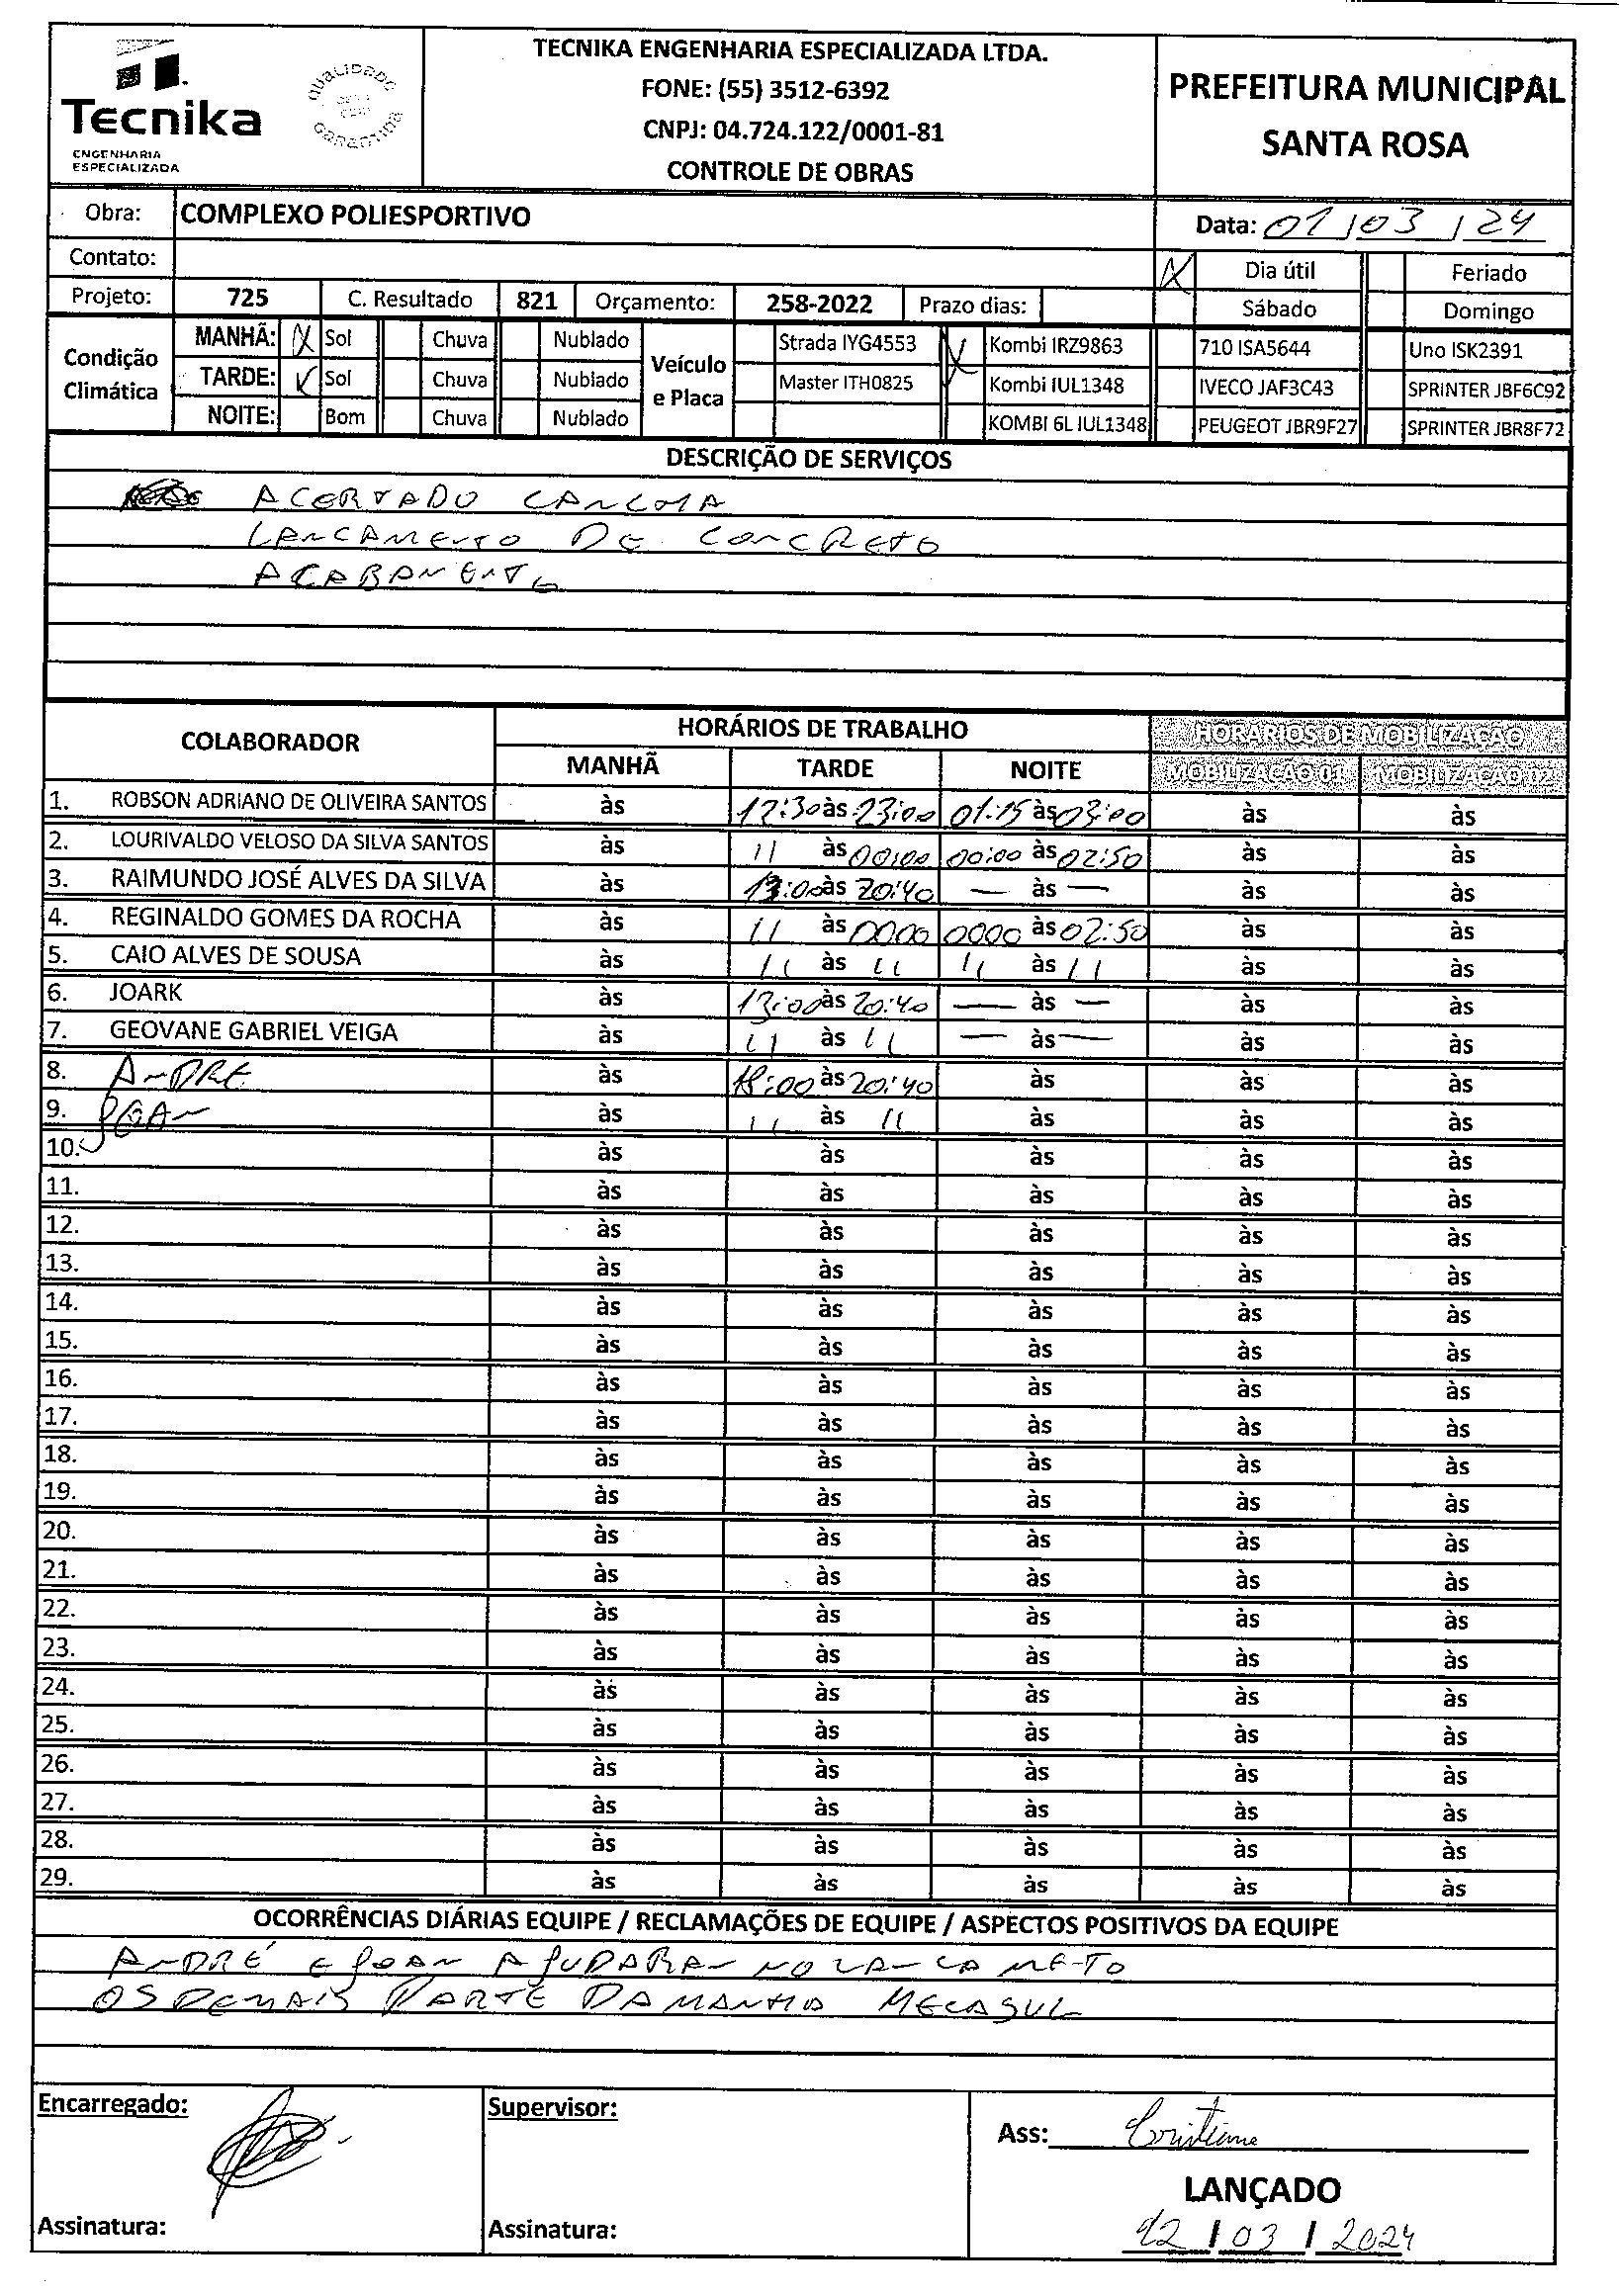 Tecnika
ENGENHARIA
ESPECIALIZADA
QUALIDADE
GARANTIDA
TECNIKA ENGENHARIA ESPECIALIZADA LTDA.
FONE: (55) 3512-6392
CNPJ: 04.724.122/0001-81
CONTROLE DE OBRAS
PREFEITURA MUNICIPAL
SANTA ROSA
Obra: COMPLEXO POLIESPORTIVO
Data: 01/03/24
Contato:
X Dia útil Feriado
Projeto: 725 C. Resultado 821 Orçamento: 258-2022 Prazo dias:
Sábado Domingo
Condição Climática
MANHÃ: X Sol Chuva Nublado
TARDE: ✓ Sol Chuva Nublado
NOITE: Bom Chuva Nublado
Veículo e Placa
Strada IYG4553 X Kombi IRZ9863 710 ISA5644 Uno ISK2391
Master ITH0825 Kombi IUL1348 IVECO JAF3C43 SPRINTER JBF6C92
KOMBI 6L IUL1348 PEUGEOT JBR9F27 SPRINTER JBR8F72
DESCRIÇÃO DE SERVIÇOS
ACERTADO CANCHA
LANCAMENTO DE CONCRETO
ACABAMENTO
COLABORADOR HORÁRIOS DE TRABALHO HORÁRIOS DE MOBILIZAÇÃO
MANHÃ TARDE NOITE MOBILIZAÇÃO 01 MOBILIZAÇÃO 02
1. ROBSON ADRIANO DE OLIVEIRA SANTOS às 12:30 às 23:00 01:15 às 03:00 às às
2. LOURIVALDO VELOSO DA SILVA SANTOS às 11 às 00:00 00:00 às 02:50 às às
3. RAIMUNDO JOSÉ ALVES DA SILVA às 13:00 às 20:40 — às — às às
4. REGINALDO GOMES DA ROCHA às 11 às 0000 0000 às 02:50 às às
5. CAIO ALVES DE SOUSA às 11 às 11 11 às 11 às às
6. JOARK às 13:00 às 20:40 — às — às às
7. GEOVANE GABRIEL VEIGA às 11 às 11 — às — às às
8. ANDRE às 18:00 às 20:40 às às às
9. JEAN às 11 às 11 às às às
10. às às às às às
11. às às às às às
12. às às às às às
13. às às às às às
14. às às às às às
15. às às às às às
16. às às às às às
17. às às às às às
18. às às às às às
19. às às às às às
20. às às às às às
21. às às às às às
22. às às às às às
23. às às às às às
24. às às às às às
25. às às às às às
26. às às às às às
27. às às às às às
28. às às às às às
29. às às às às às
OCORRÊNCIAS DIÁRIAS EQUIPE / RECLAMAÇÕES DE EQUIPE / ASPECTOS POSITIVOS DA EQUIPE
ANDRÉ E JEAN AJUDARAN NO LANCAMENTO
OS DEMAIS PARTE DA MANHÃ MECASUL
Encarregado:
Supervisor:
Ass: Cristiane
LANÇADO
Assinatura:
Assinatura:
12/03/2024